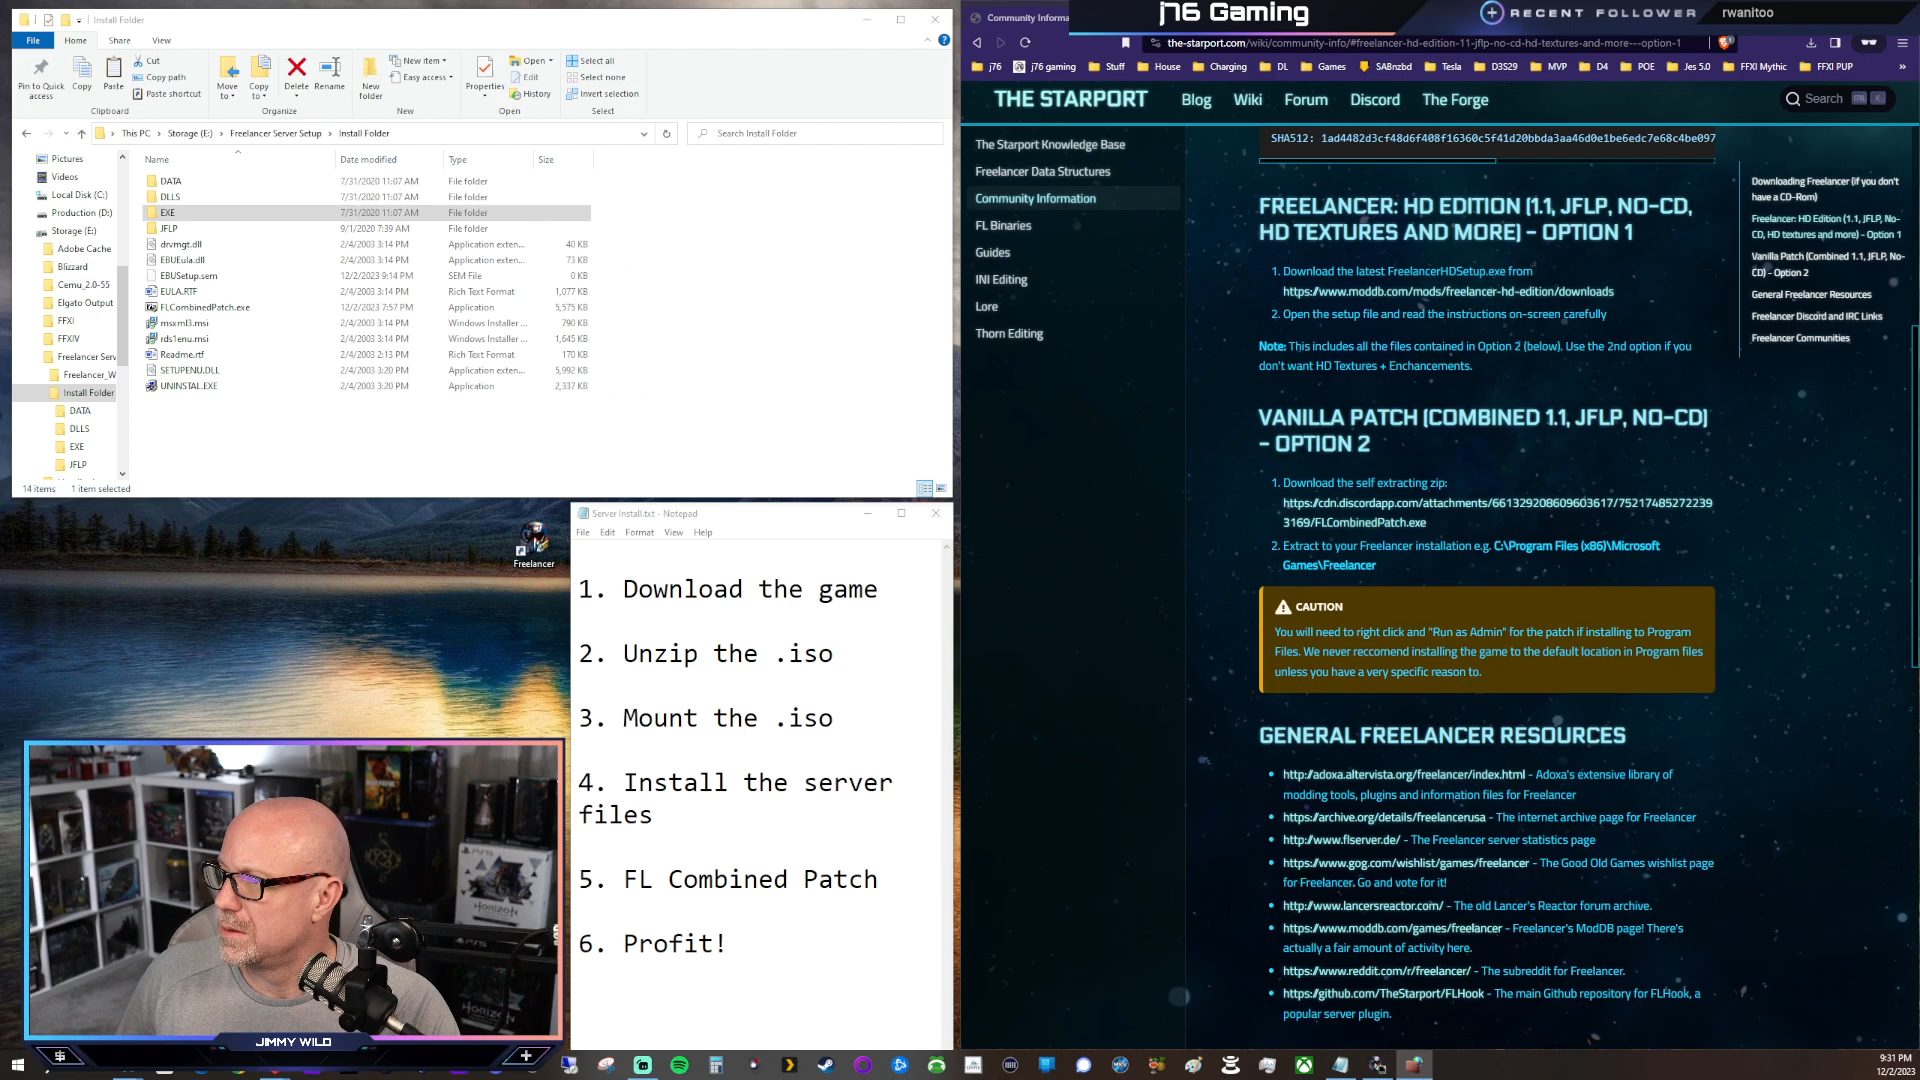 Install Folder
File
Home
Share
View
Pin to Quick access
Copy
Paste
Cut
Copy path
Paste shortcut
Clipboard
Move to
Copy to
Delete
Rename
Organize
New folder
New item
Easy access
New
Properties
Open
Edit
History
Open
Select all
Select none
Invert selection
Select
This PC
Storage (E:)
Freelancer Server Setup
Install Folder
Search Install Folder
Pictures
Videos
Local Disk (C:)
Production (D:)
Storage (E:)
Adobe Cache
Blizzard
Cemu_2.0-55
Elgato Output
FFXI
FFXIV
Freelancer Serv
Freelancer_W
Install Folder
DATA
DLLS
EXE
JFLP
Name Date modified Type Size
DATA 7/31/2020 11:07 AM File folder
DLLS 7/31/2020 11:07 AM File folder
EXE 7/31/2020 11:07 AM File folder
JFLP 9/1/2020 7:39 AM File folder
drvmgt.dll 2/4/2003 3:14 PM Application exten... 40 KB
EBUEula.dll 2/4/2003 3:14 PM Application exten... 73 KB
EBUSetup.sem 12/2/2023 9:14 PM SEM File 0 KB
EULA.RTF 2/4/2003 3:14 PM Rich Text Format 1,077 KB
FLCombinedPatch.exe 12/2/2023 7:57 PM Application 5,575 KB
msxml3.msi 2/4/2003 3:14 PM Windows Installer ... 790 KB
rds1enu.msi 2/4/2003 3:14 PM Windows Installer ... 1,645 KB
Readme.rtf 2/4/2003 2:13 PM Rich Text Format 170 KB
SETUPENU.DLL 2/4/2003 3:20 PM Application exten... 5,992 KB
UNINSTAL.EXE 2/4/2003 3:20 PM Application 2,337 KB
14 items 1 item selected
Freelancer
Server Install.txt - Notepad
File Edit Format View Help
1. Download the game
2. Unzip the .iso
3. Mount the .iso
4. Install the server
files
5. FL Combined Patch
6. Profit!
HORIZON
HORIZON
JIMMY WILD
Community Informa
j76 Gaming
RECENT FOLLOWER
rwanitoo
the-starport.com/wiki/community-info/#freelancer-hd-edition-11-jflp-no-cd-hd-textures-and-more---option-1
j76
j76 gaming
Stuff
House
Charging
DL
Games
SABnzbd
Tesla
D3S29
MVP
D4
POE
Jes 5.0
FFXI Mythic
FFXI PUP
THE STARPORT
Blog
Wiki
Forum
Discord
The Forge
Search
The Starport Knowledge Base
Freelancer Data Structures
Community Information
FL Binaries
Guides
INI Editing
Lore
Thorn Editing
SHA512: 1ad4482d3cf48d6f408f16360c5f41d20bbda3aa46d0e1be6edc7e68c4be097
FREELANCER: HD EDITION (1.1, JFLP, NO-CD,
HD TEXTURES AND MORE) - OPTION 1
1. Download the latest FreelancerHDSetup.exe from
https://www.moddb.com/mods/freelancer-hd-edition/downloads
2. Open the setup file and read the instructions on-screen carefully
Note: This includes all the files contained in Option 2 (below). Use the 2nd option if you
don't want HD Textures + Enchancements.
VANILLA PATCH (COMBINED 1.1, JFLP, NO-CD)
- OPTION 2
1. Download the self extracting zip:
https://cdn.discordapp.com/attachments/661329208609603617/75217485272239
3169/FLCombinedPatch.exe
2. Extract to your Freelancer installation e.g. C:\Program Files (x86)\Microsoft
Games\Freelancer
CAUTION
You will need to right click and "Run as Admin" for the patch if installing to Program
Files. We never reccomend installing the game to the default location in Program files
unless you have a very specific reason to.
GENERAL FREELANCER RESOURCES
http://adoxa.altervista.org/freelancer/index.html - Adoxa's extensive library of
modding tools, plugins and information files for Freelancer
https://archive.org/details/freelancerusa - The internet archive page for Freelancer
http://www.flserver.de/ - The Freelancer server statistics page
https://www.gog.com/wishlist/games/freelancer - The Good Old Games wishlist page
for Freelancer. Go and vote for it!
http://www.lancersreactor.com/ - The old Lancer's Reactor forum archive.
https://www.moddb.com/games/freelancer - Freelancer's ModDB page! There's
actually a fair amount of activity here.
https://www.reddit.com/r/freelancer/ - The subreddit for Freelancer.
https://github.com/TheStarport/FLHook - The main Github repository for FLHook, a
popular server plugin.
Downloading Freelancer (if you don't
have a CD-Rom)
Freelancer: HD Edition (1.1, JFLP, No-
CD, HD textures and more) - Option 1
Vanilla Patch (Combined 1.1, JFLP, No-
CD) - Option 2
General Freelancer Resources
Freelancer Discord and IRC Links
Freelancer Communities
9:31 PM
12/2/2023